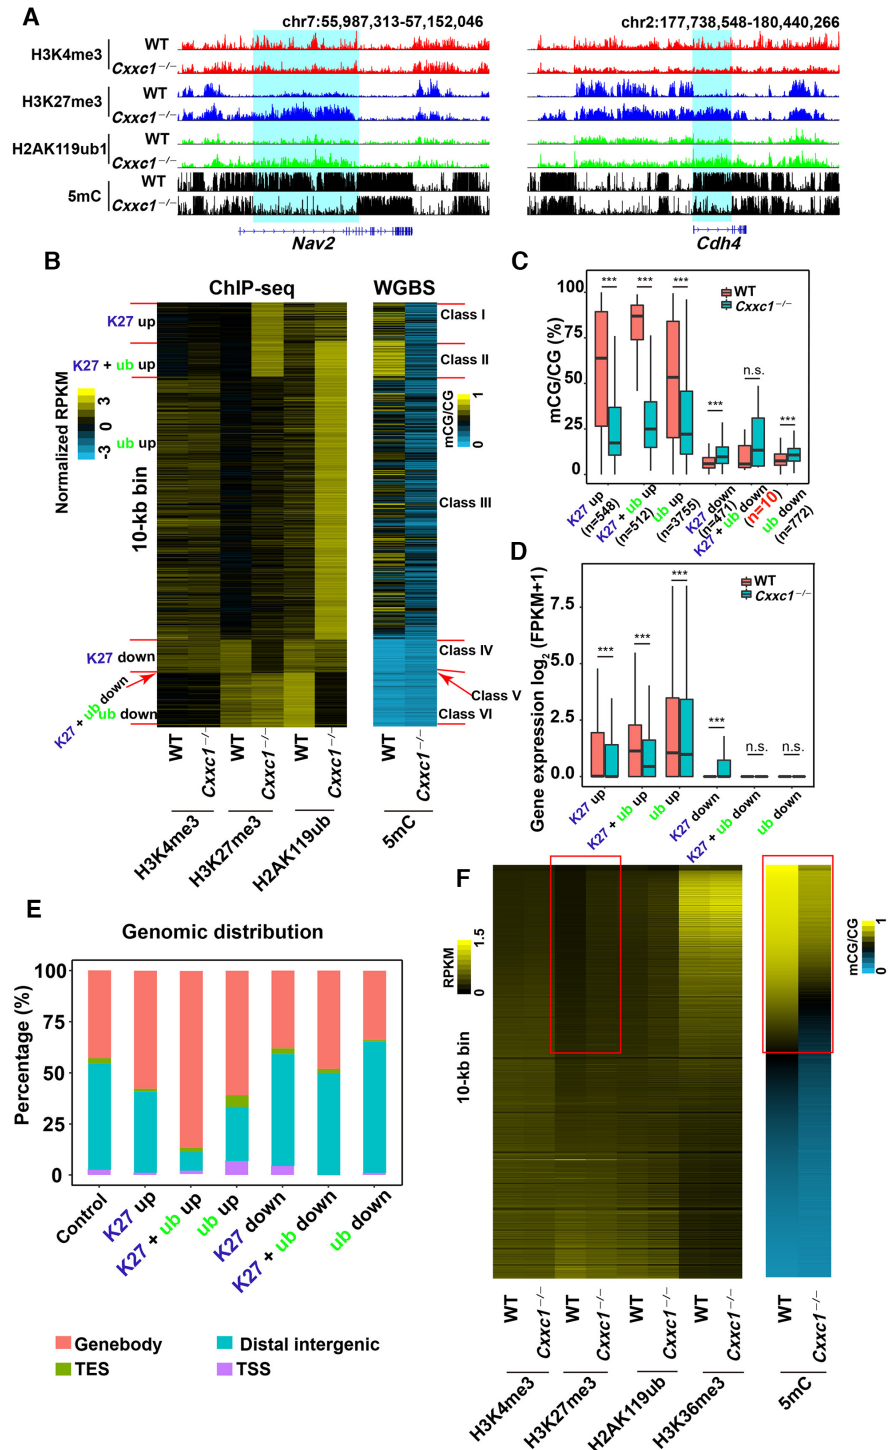 A
chr7:55,987,313-57,152,046
chr2:177,738,548-180,440,266
H3K4me3
WT
Cxxc1−/−
H3K27me3
WT
Cxxc1−/−
H2AK119ub1
WT
Cxxc1−/−
5mC
WT
Cxxc1−/−
Nav2
Cdh4
B
ChIP-seq
WGBS
K27 up
K27 + ub up
ub up
K27 down
K27 + ub down
ub down
Normalized RPKM
3
0
-3
10-kb bin
mCG/CG
1
0
Class I
Class II
Class III
Class IV
Class V
Class VI
WT
Cxxc1−/−
WT
Cxxc1−/−
WT
Cxxc1−/−
WT
Cxxc1−/−
H3K4me3
H3K27me3
H2AK119ub
5mC
C
mCG/CG (%)
100
75
50
25
0
WT
Cxxc1−/−
***
***
***
***
n.s.
***
K27 up
(n=548)
K27 + ub up
(n=512)
ub up
(n=3755)
K27 down
(n=471)
K27 + ub down
(n=10)
ub down
(n=772)
D
Gene expression log2 (FPKM+1)
7.5
5.0
2.5
0.0
WT
Cxxc1−/−
***
***
***
***
n.s.
n.s.
K27 up
K27 + ub up
ub up
K27 down
K27 + ub down
ub down
E
Genomic distribution
Percentage (%)
100
75
50
25
0
Control
K27 up
K27 + ub up
ub up
K27 down
K27 + ub down
ub down
Genebody
Distal intergenic
TES
TSS
F
RPKM
1.5
0
10-kb bin
mCG/CG
1
0
WT
Cxxc1−/−
WT
Cxxc1−/−
WT
Cxxc1−/−
WT
Cxxc1−/−
WT
Cxxc1−/−
H3K4me3
H3K27me3
H2AK119ub
H3K36me3
5mC